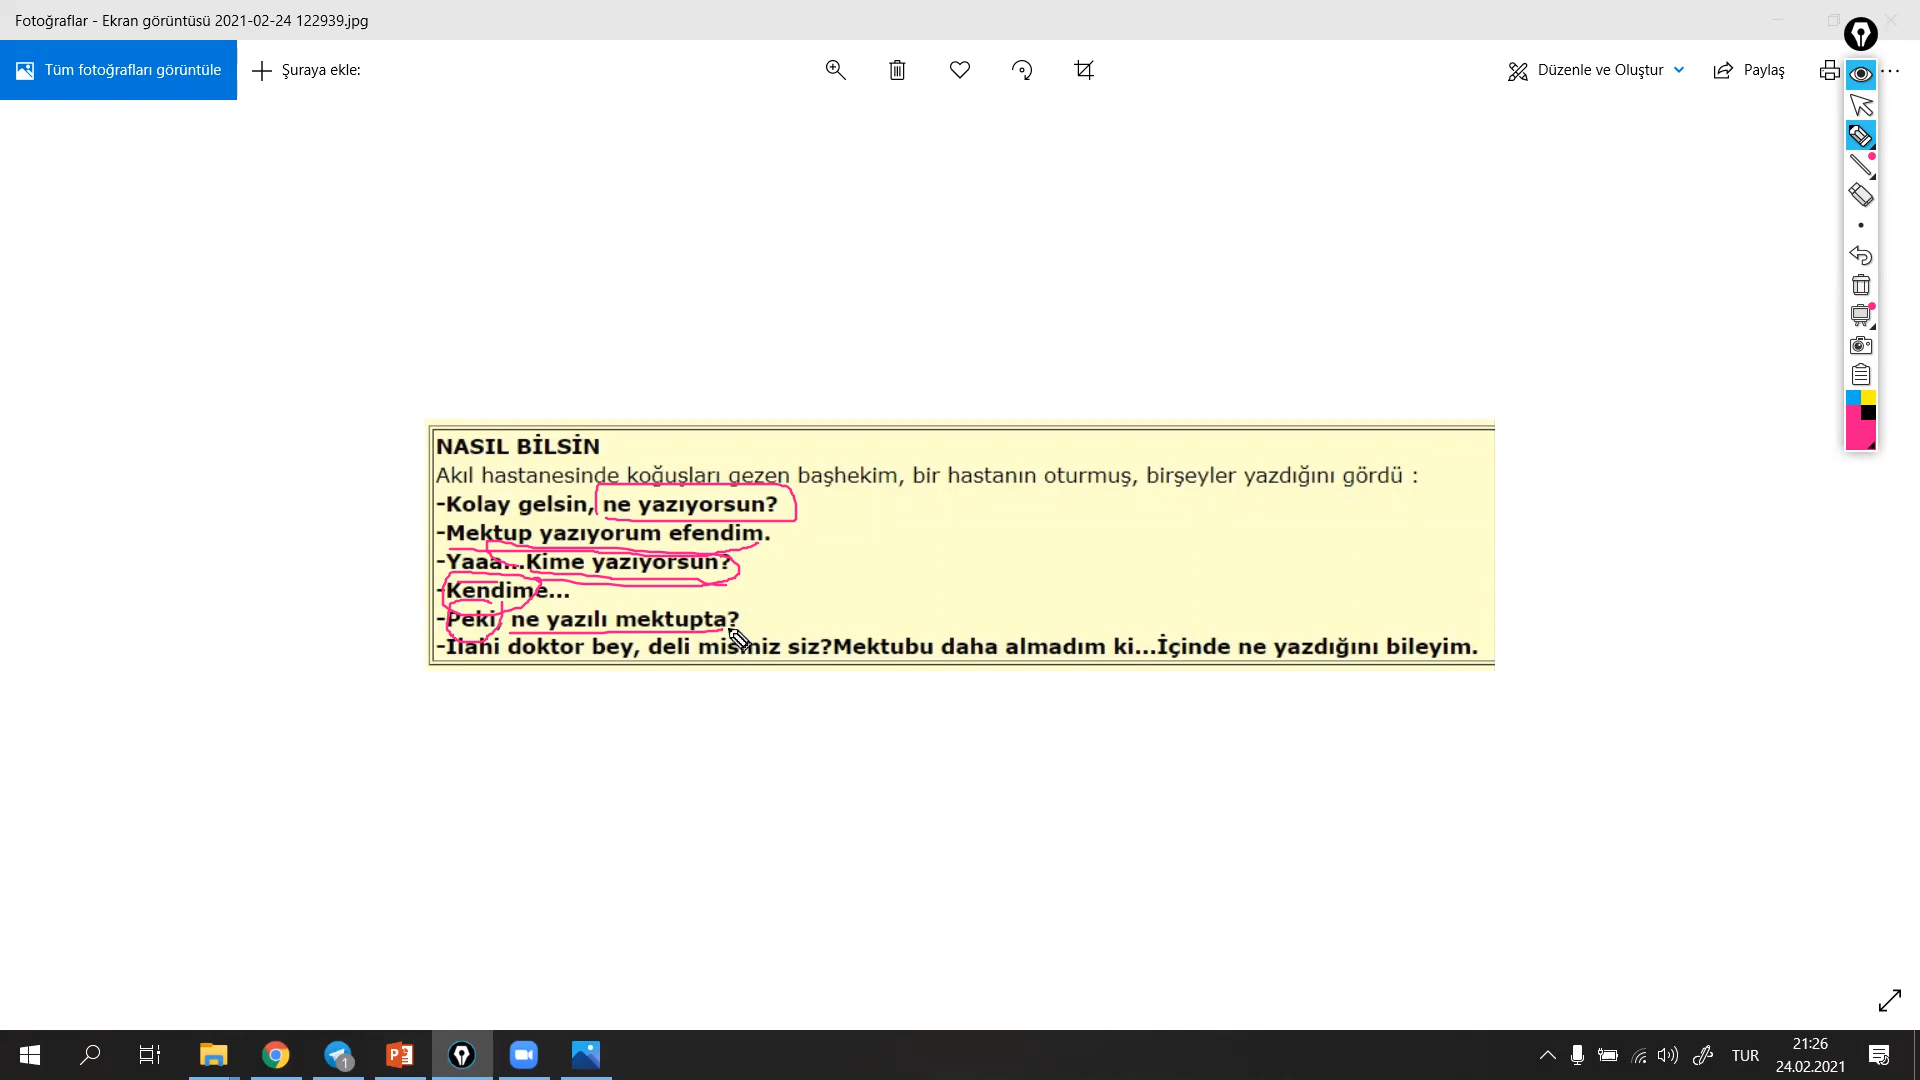 Fotoğraflar - Ekran görüntüsü 2021-02-24 122939.jpg
Tüm fotoğrafları görüntüle
Şuraya ekle:
Düzenle ve Oluştur
Paylaş
NASIL BİLSİN
Akıl hastanesinde koğuşları gezen başhekim, bir hastanın oturmuş, birşeyler yazdığını gördü :
-Kolay gelsin, ne yazıyorsun?
-Mektup yazıyorum efendim.
-Yaaa...Kime yazıyorsun?
-Kendime...
-Peki, ne yazılı mektupta?
-İlahi doktor bey, deli misiniz siz?Mektubu daha almadım ki...İçinde ne yazdığını bileyim.
1
TUR
21:26
24.02.2021